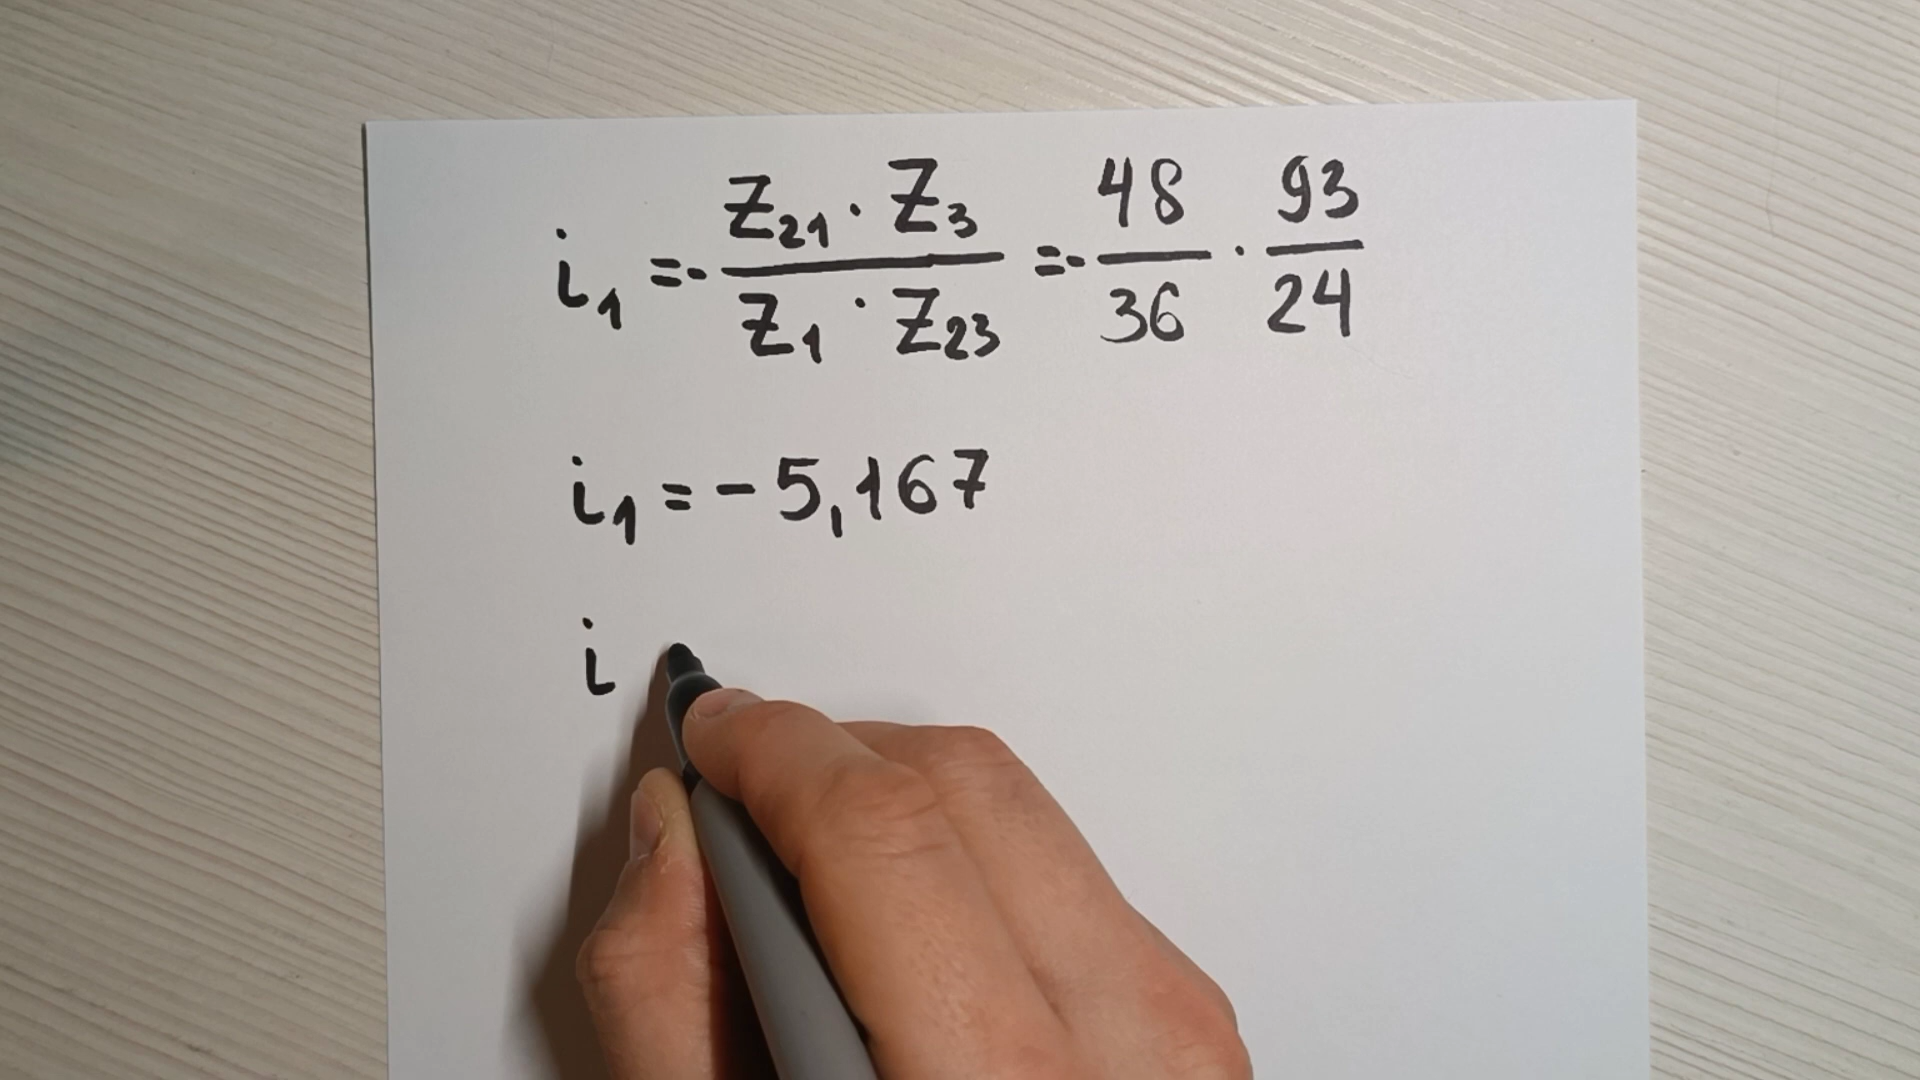 i₁ = - (Z₂₁ · Z₃) / (Z₁ · Z₂₃) = - 48/36 · 93/24
i₁ = - 5,167
i